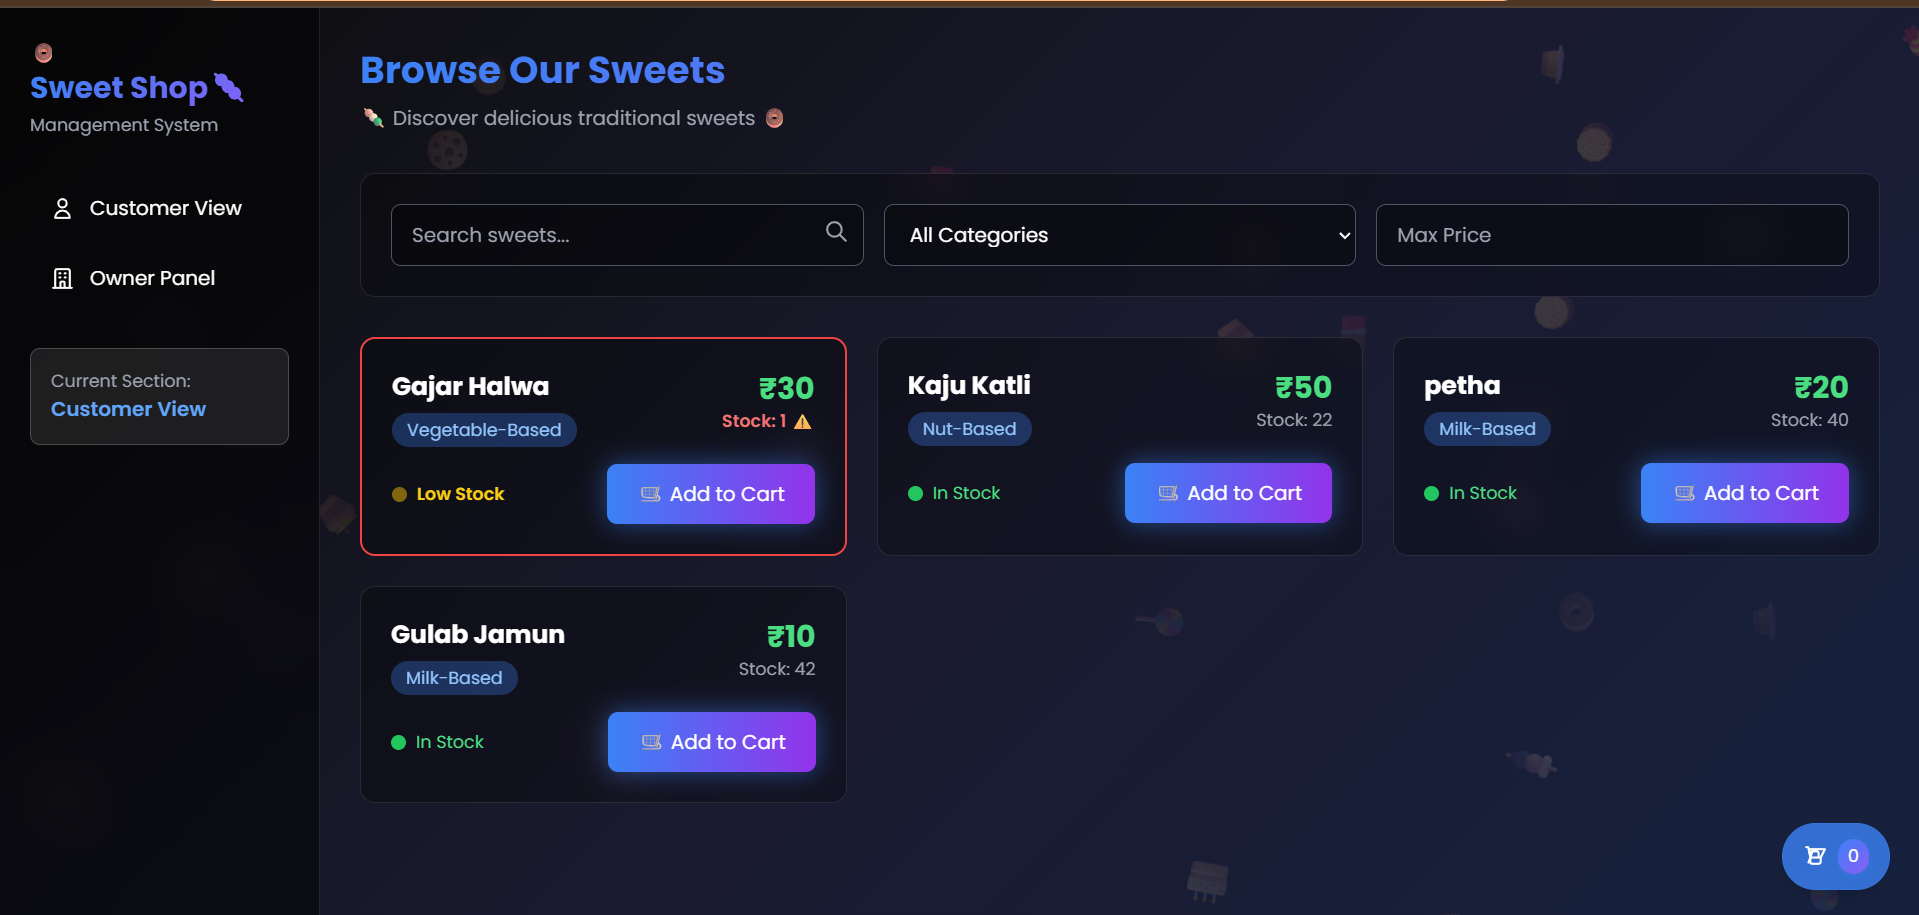 Sweet Shop
Management System
Customer View
Owner Panel
Current Section:
Customer View
Browse Our Sweets
Discover delicious traditional sweets
Search sweets...
All Categories
Max Price
Gajar Halwa
₹30
Vegetable-Based
Stock: 1
Low Stock
Add to Cart
Kaju Katli
₹50
Nut-Based
Stock: 22
In Stock
Add to Cart
petha
₹20
Milk-Based
Stock: 40
In Stock
Add to Cart
Gulab Jamun
₹10
Milk-Based
Stock: 42
In Stock
Add to Cart
0